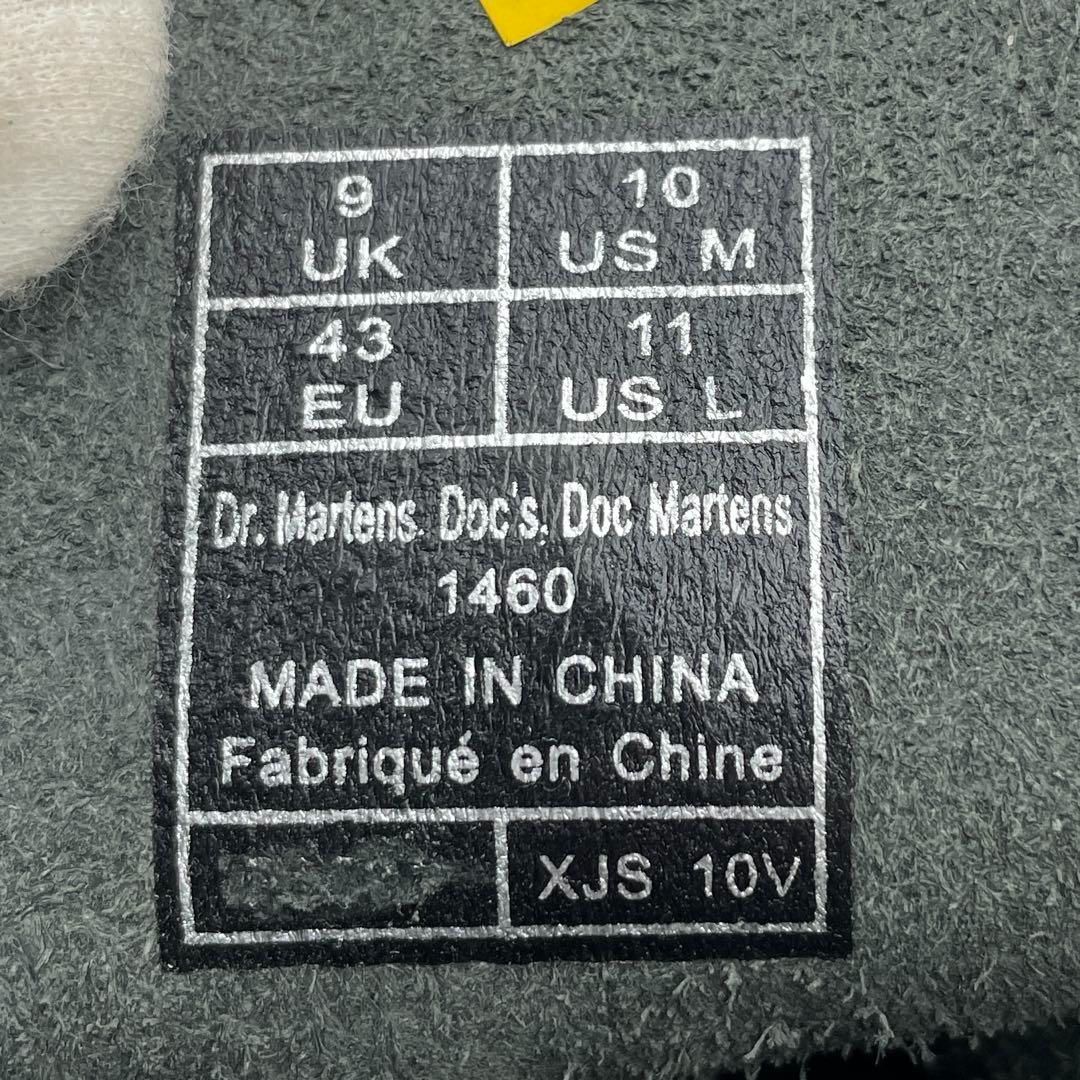 9
UK
10
US M
43
EU
11
US L
Dr. Martens. Doc's. Doc Martens
1460
MADE IN CHINA
Fabriqué en Chine
XJS 10V